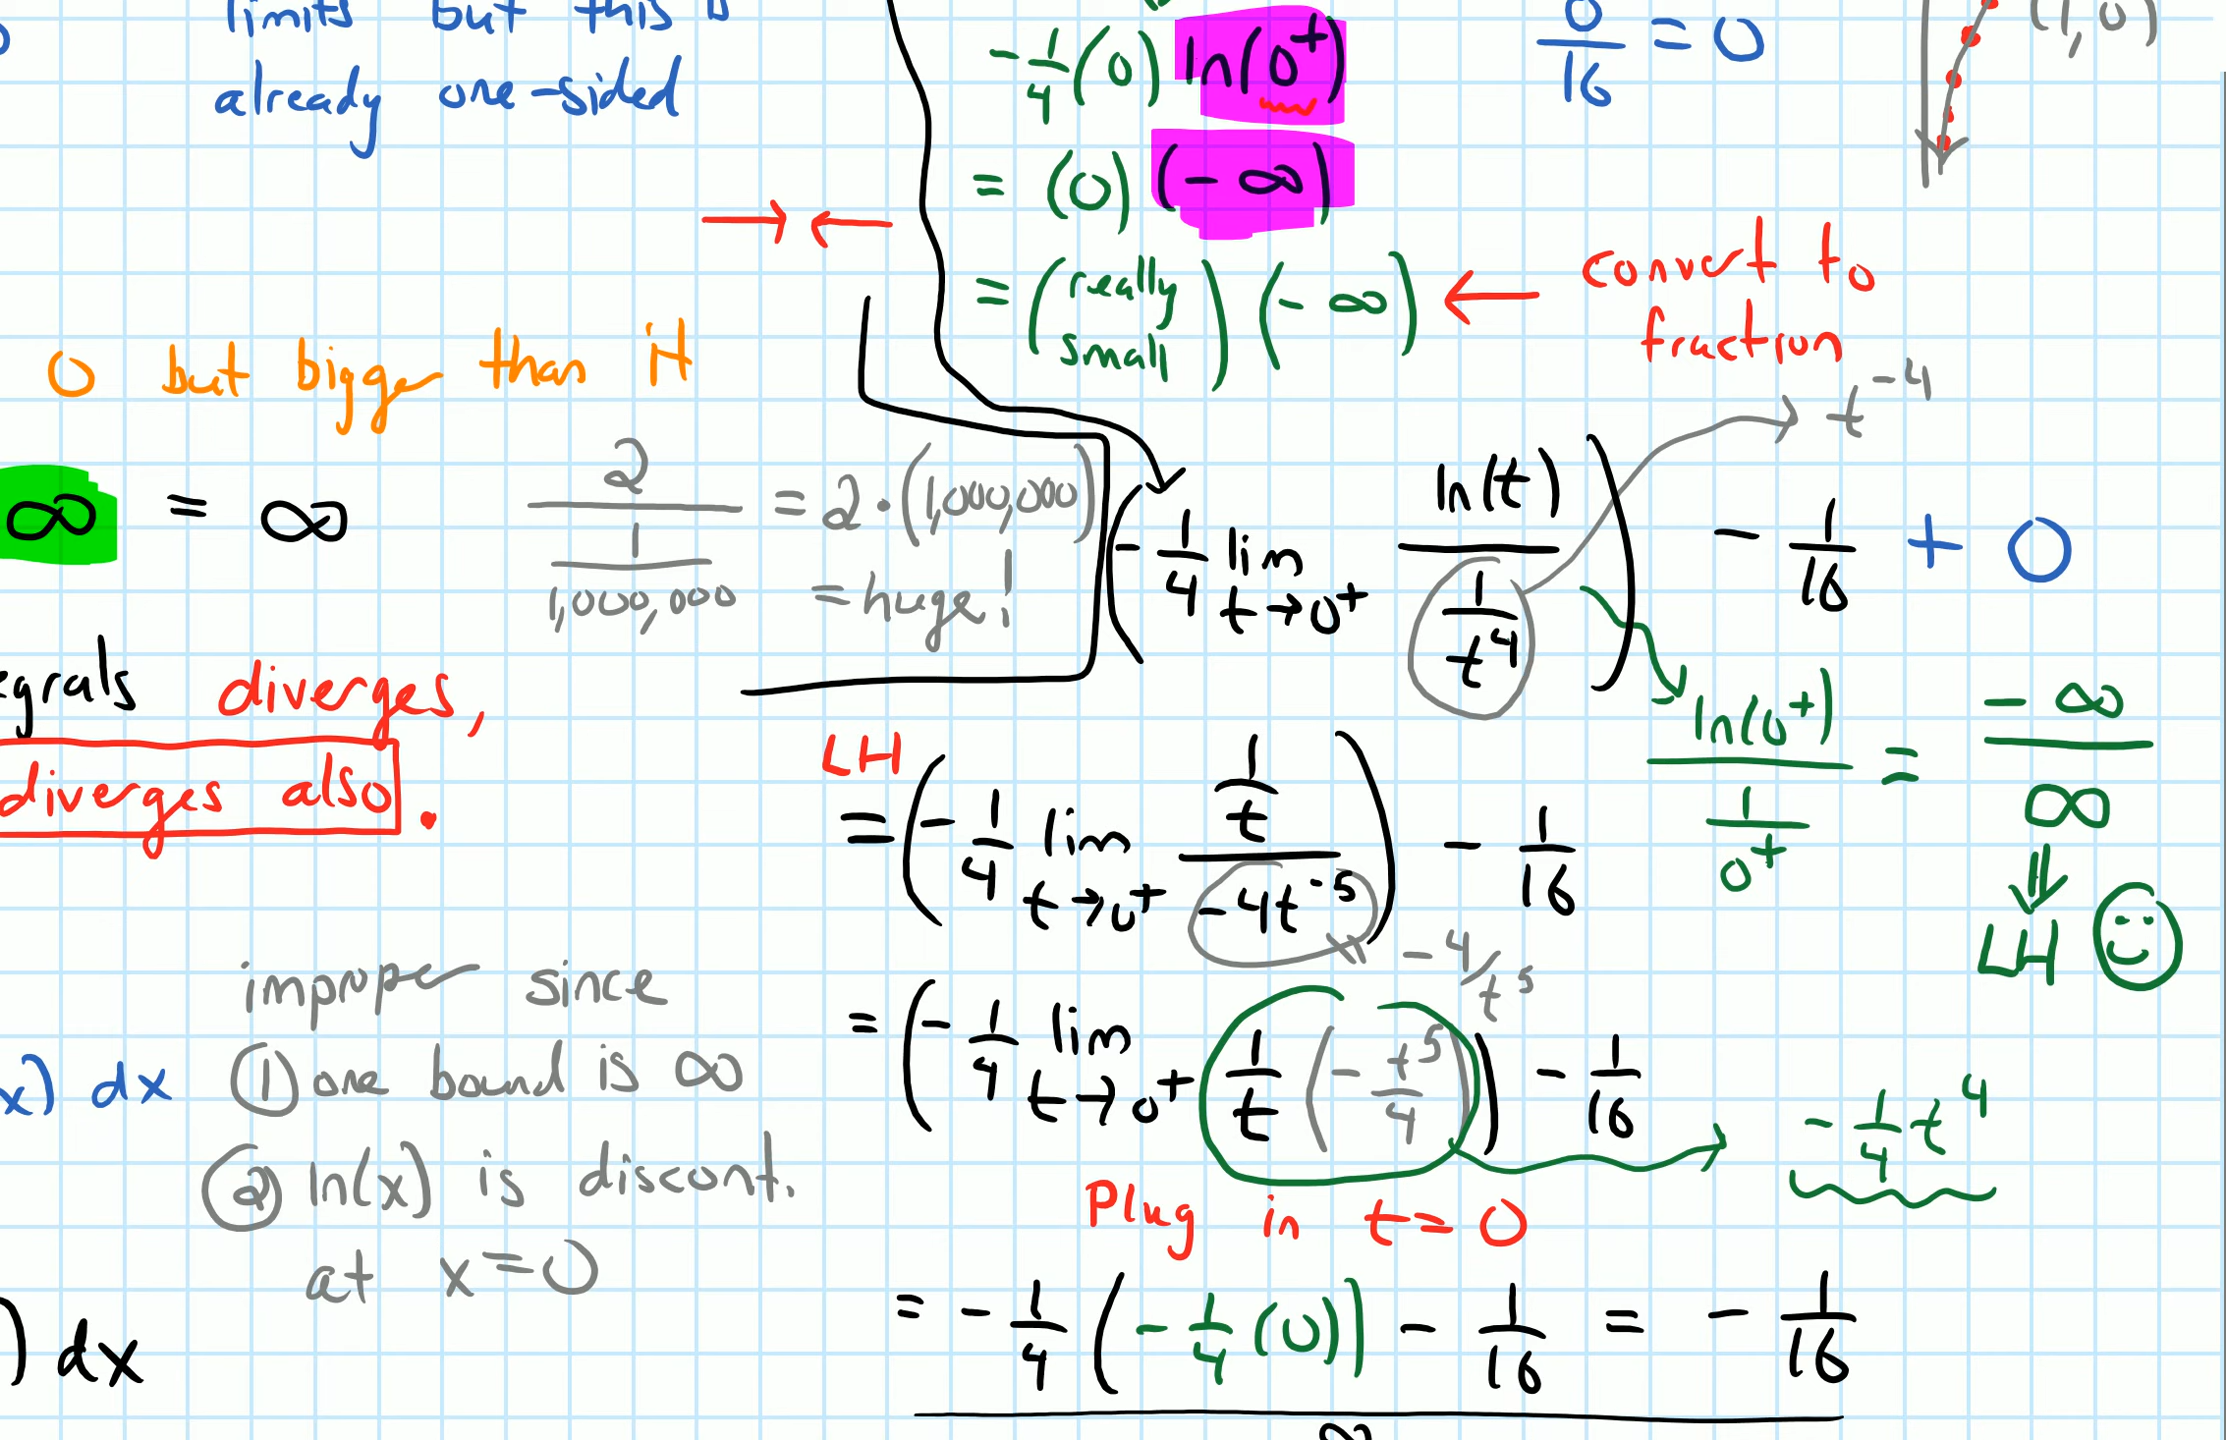 limits but this is
already one-sided
-1/4 (0) ln(0⁺)
0/16 = 0
(1, 0)
= (0) (-∞)
→ ←
= (really small) (-∞) ← convert to fraction
0 but bigger than it
t⁻⁴
∞ = ∞
2 / (1/1,000,000) = 2 · (1,000,000)
= huge!
(-1/4 lim t→0⁺ ln(t) / (1/t⁴)) - 1/16 + 0
egrals diverges,
diverges also.
ln(0⁺) / (1/0⁺) = -∞/∞
⇓
LH
LH
= (-1/4 lim t→0⁺ (1/t) / (-4t⁻⁵)) - 1/16
-4/t⁵
= (-1/4 lim t→0⁺ 1/t (-t⁵/4)) - 1/16
-1/4 t⁴
improper since
① one bound is ∞
x) dx
② ln(x) is discont.
at x=0
Plug in t=0
= -1/4 (-1/4 (0)) - 1/16 = -1/16
) dx